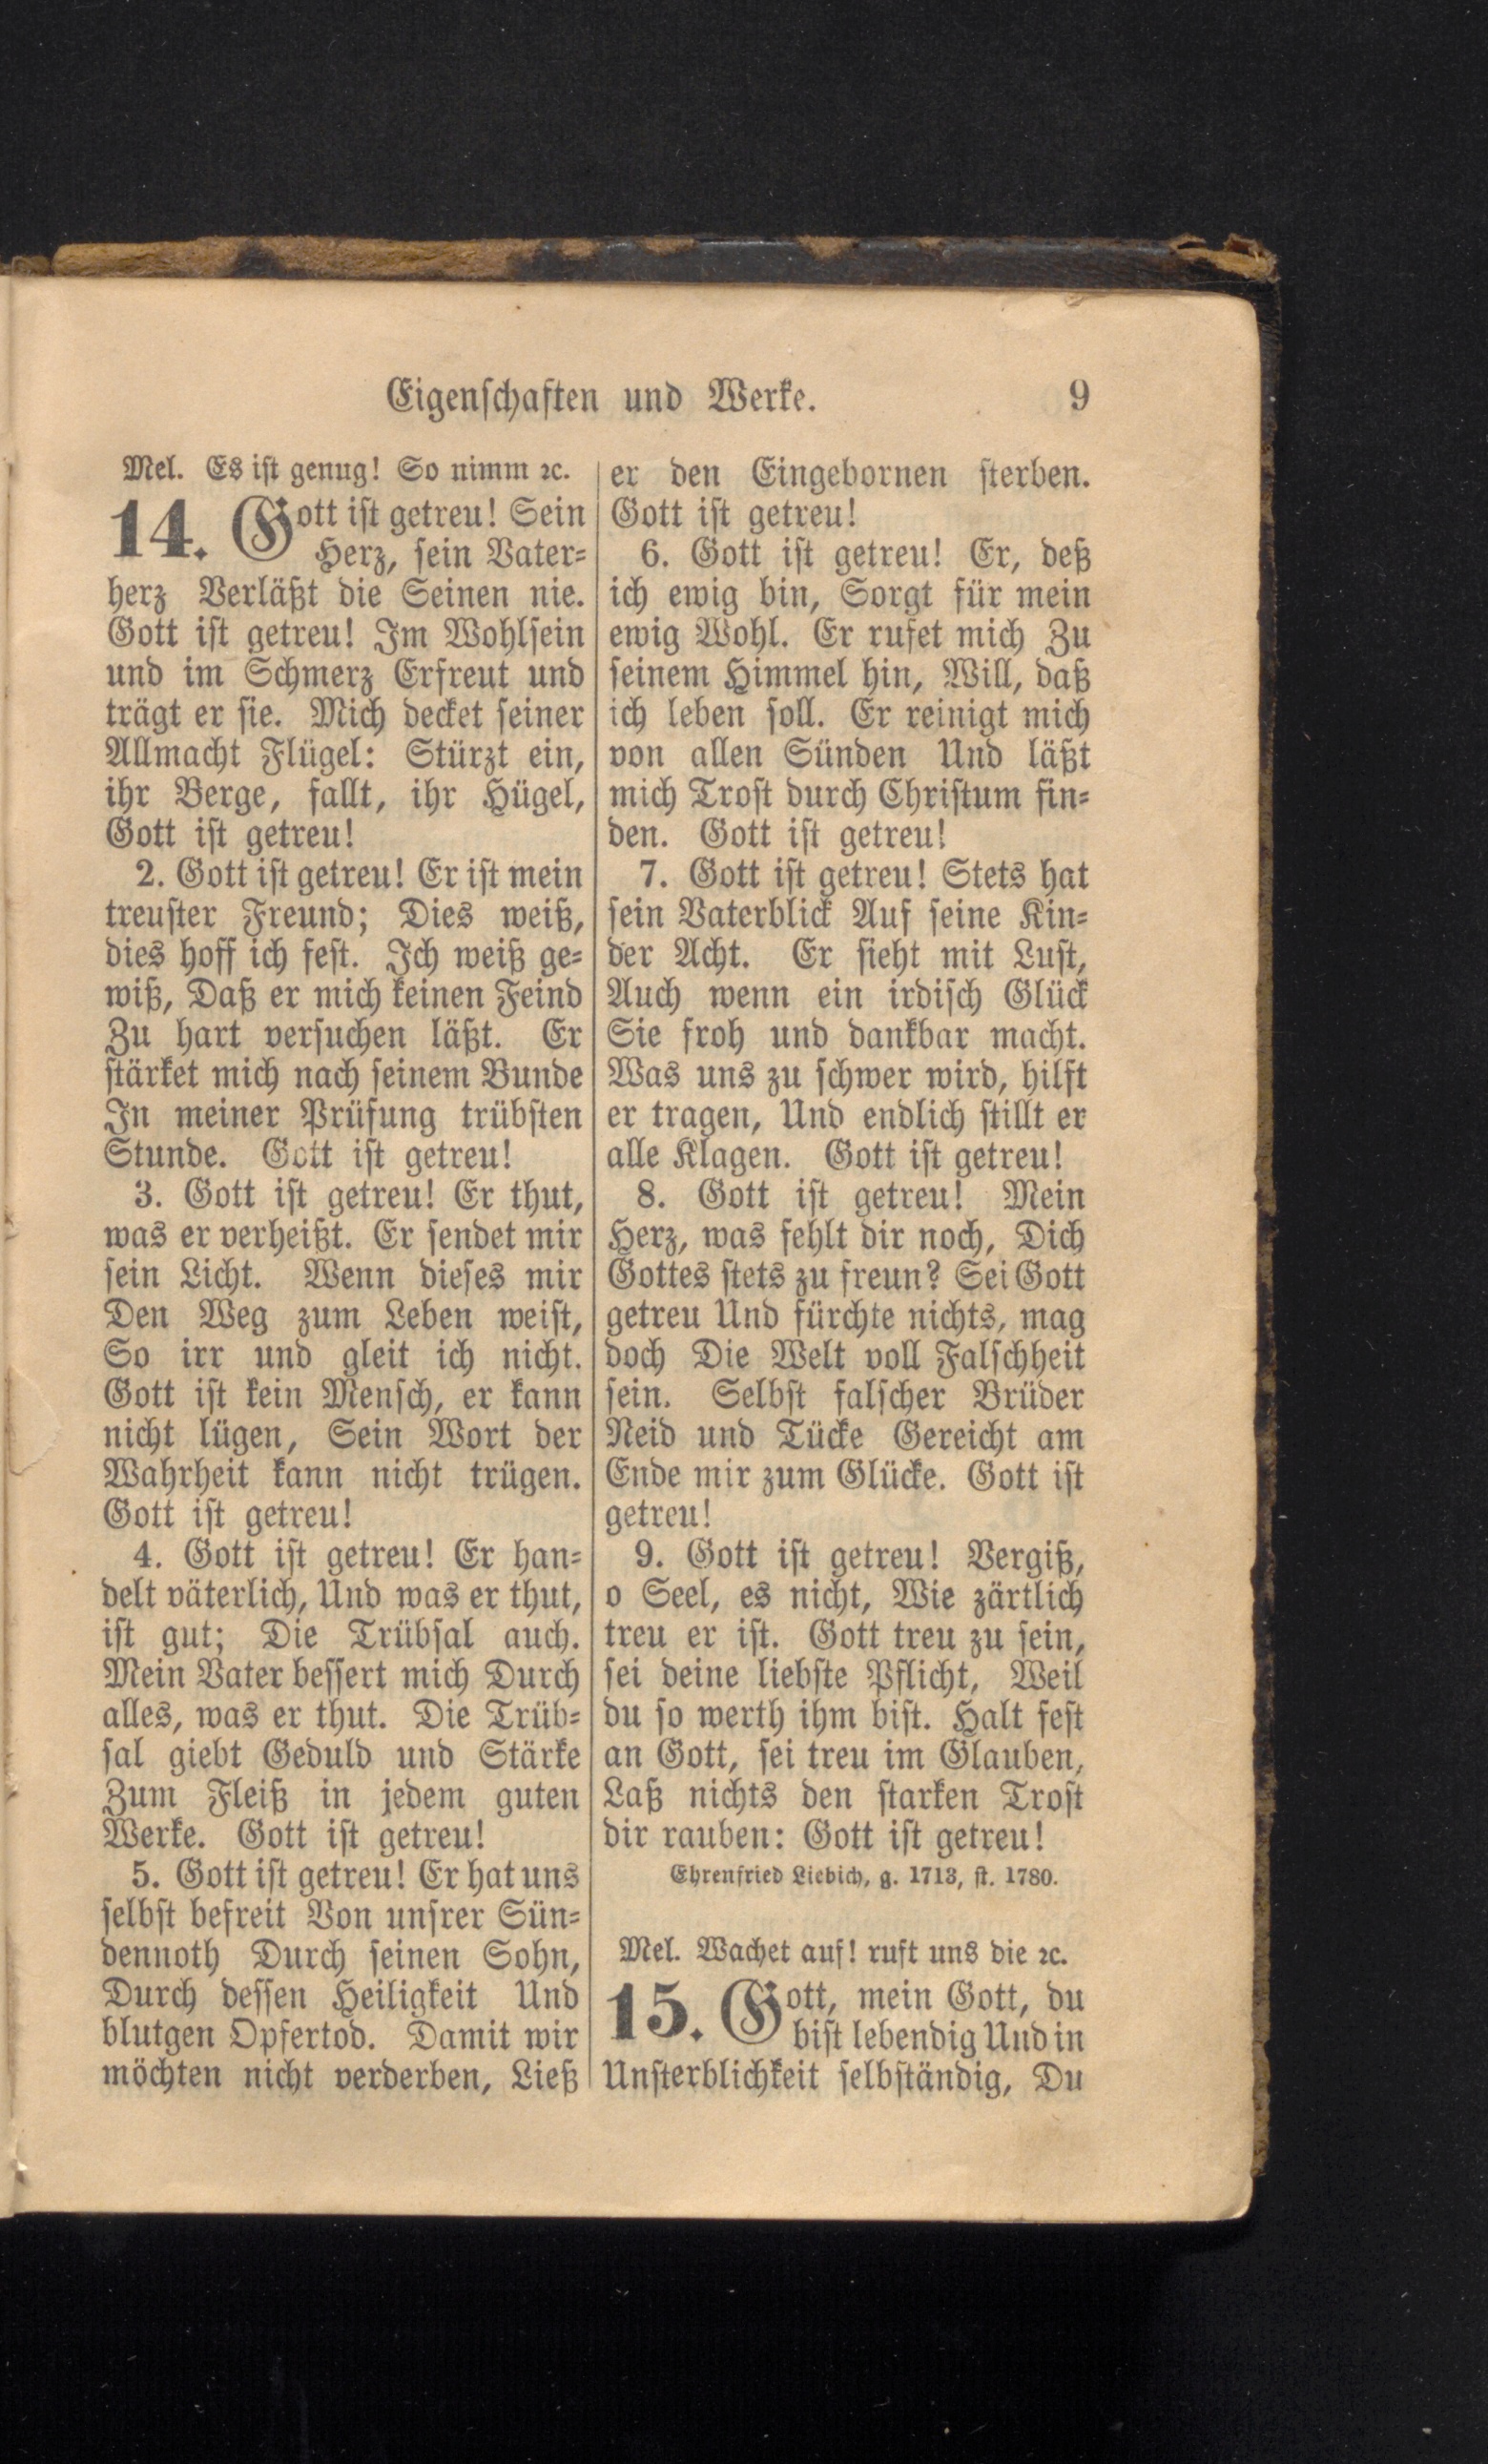 Eigenschaften und Werke. 9
Mel. Es ist genug! So nimm ꝛc.
14. Gott ist getreu! Sein
Herz, sein Vater-
herz Verläßt die Seinen nie.
Gott ist getreu! Im Wohlsein
und im Schmerz Erfreut und
trägt er sie. Mich decket seiner
Allmacht Flügel: Stürzt ein,
ihr Berge, fallt, ihr Hügel,
Gott ist getreu!
2. Gott ist getreu! Er ist mein
treuster Freund; Dies weiß,
dies hoff ich fest. Ich weiß ge-
wiß, Daß er mich keinen Feind
Zu hart versuchen läßt. Er
stärket mich nach seinem Bunde
In meiner Prüfung trübsten
Stunde. Gott ist getreu!
3. Gott ist getreu! Er thut,
was er verheißt. Er sendet mir
sein Licht. Wenn dieses mir
Den Weg zum Leben weist,
So irr und gleit ich nicht.
Gott ist kein Mensch, er kann
nicht lügen, Sein Wort der
Wahrheit kann nicht trügen.
Gott ist getreu!
4. Gott ist getreu! Er han-
delt väterlich, Und was er thut,
ist gut; Die Trübsal auch.
Mein Vater bessert mich Durch
alles, was er thut. Die Trüb-
sal giebt Geduld und Stärke
Zum Fleiß in jedem guten
Werke. Gott ist getreu!
5. Gott ist getreu! Er hat uns
selbst befreit Von unsrer Sün-
dennoth Durch seinen Sohn,
Durch dessen Heiligkeit Und
blutgen Opfertod. Damit wir
möchten nicht verderben, Ließ
er den Eingebornen sterben.
Gott ist getreu!
6. Gott ist getreu! Er, deß
ich ewig bin, Sorgt für mein
ewig Wohl. Er rufet mich Zu
seinem Himmel hin, Will, daß
ich leben soll. Er reinigt mich
von allen Sünden Und läßt
mich Trost durch Christum fin-
den. Gott ist getreu!
7. Gott ist getreu! Stets hat
sein Vaterblick Auf seine Kin-
der Acht. Er sieht mit Lust,
Auch wenn ein irdisch Glück
Sie froh und dankbar macht.
Was uns zu schwer wird, hilft
er tragen, Und endlich stillt er
alle Klagen. Gott ist getreu!
8. Gott ist getreu! Mein
Herz, was fehlt dir noch, Dich
Gottes stets zu freun? Sei Gott
getreu Und fürchte nichts, mag
doch Die Welt voll Falschheit
sein. Selbst falscher Brüder
Neid und Tücke Gereicht am
Ende mir zum Glücke. Gott ist
getreu!
9. Gott ist getreu! Vergiß,
o Seel, es nicht, Wie zärtlich
treu er ist. Gott treu zu sein,
sei deine liebste Pflicht, Weil
du so werth ihm bist. Halt fest
an Gott, sei treu im Glauben,
Laß nichts den starken Trost
dir rauben: Gott ist getreu!
Ehrenfried Liebich, g. 1713, st. 1780.
Mel. Wachet auf! ruft uns die ꝛc.
15. Gott, mein Gott, du
bist lebendig Und in
Unsterblichkeit selbständig, Du